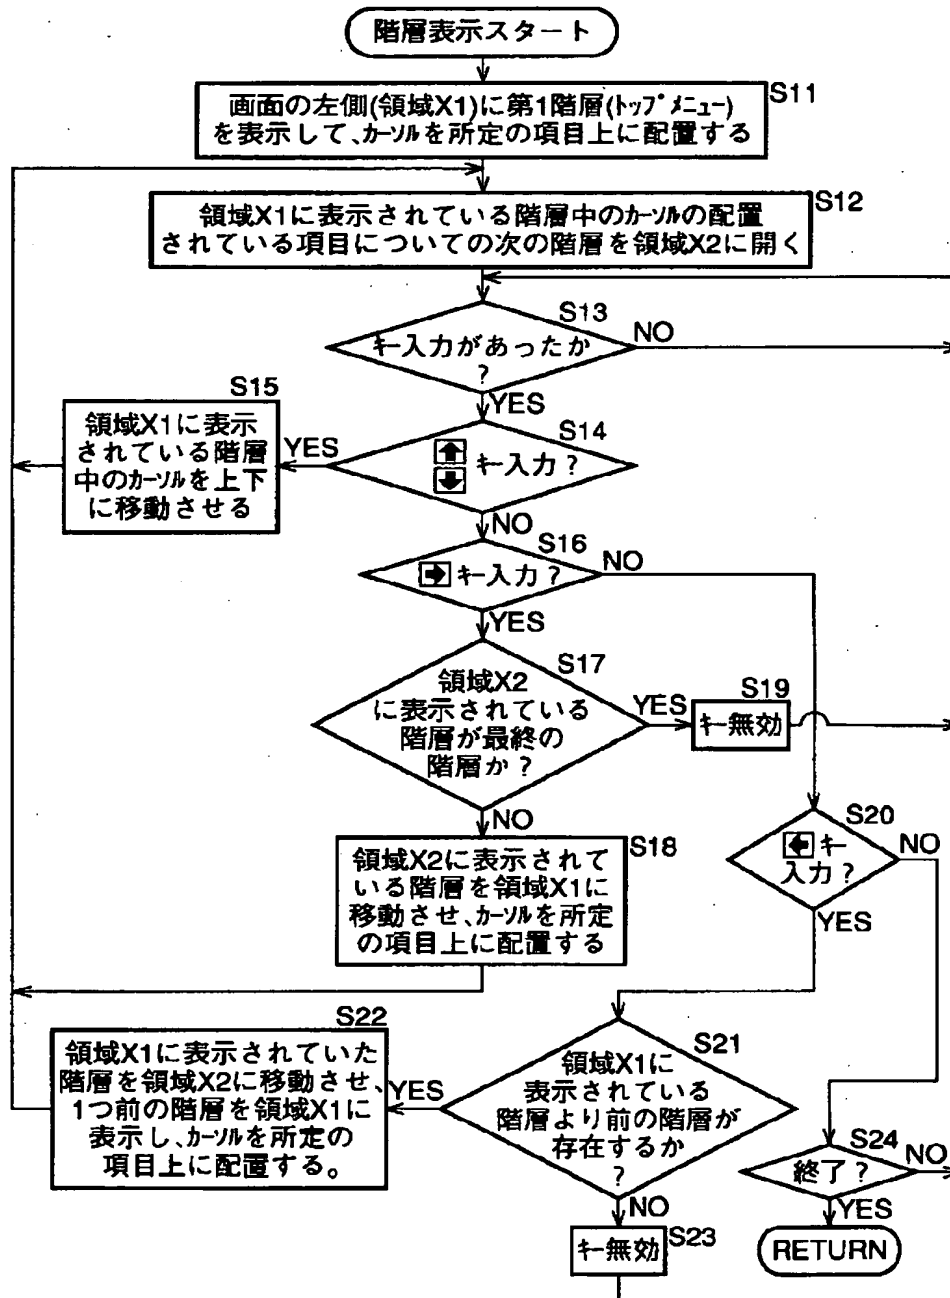 階層表示スタート
S11
画面の左側(領域X1)に第1階層(トップメニュー)
を表示して、カーソルを所定の項目上に配置する
S12
領域X1に表示されている階層中のカーソルの配置
されている項目についての次の階層を領域X2に開く
S13
キー入力があったか
?
NO
YES
S15
領域X1に表示
されている階層
中のカーソルを上下
に移動させる
YES
S14
⬆
⬇ キー入力?
NO
S16
➡ キー入力?
NO
YES
S17
領域X2
に表示されている
階層が最終の
階層か?
YES
S19
キー無効
NO
S18
領域X2に表示されて
いる階層を領域X1に
移動させ、カーソルを所定
の項目上に配置する
S20
⬅ キー
入力?
NO
YES
S22
領域X1に表示されていた
階層を領域X2に移動させ、
1つ前の階層を領域X1に
表示し、カーソルを所定の
項目上に配置する。
YES
S21
領域X1に
表示されている
階層より前の階層が
存在するか
?
NO
S23
キー無効
S24
終了?
NO
YES
RETURN